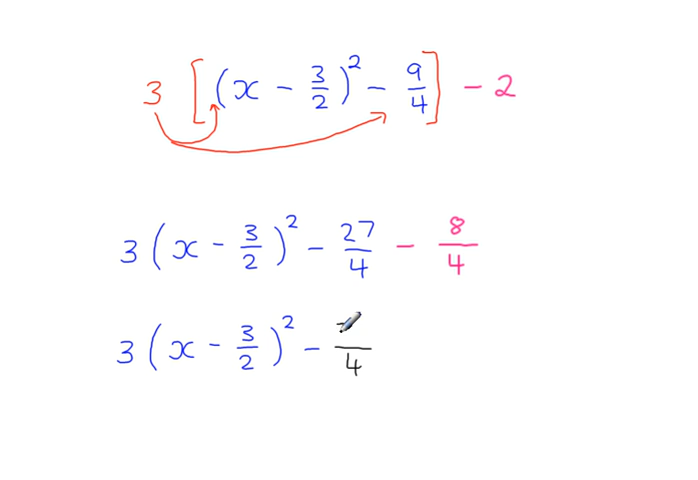 3 [(x - 3/2)² - 9/4] - 2
3(x - 3/2)² - 27/4 - 8/4
3(x - 3/2)² - /4